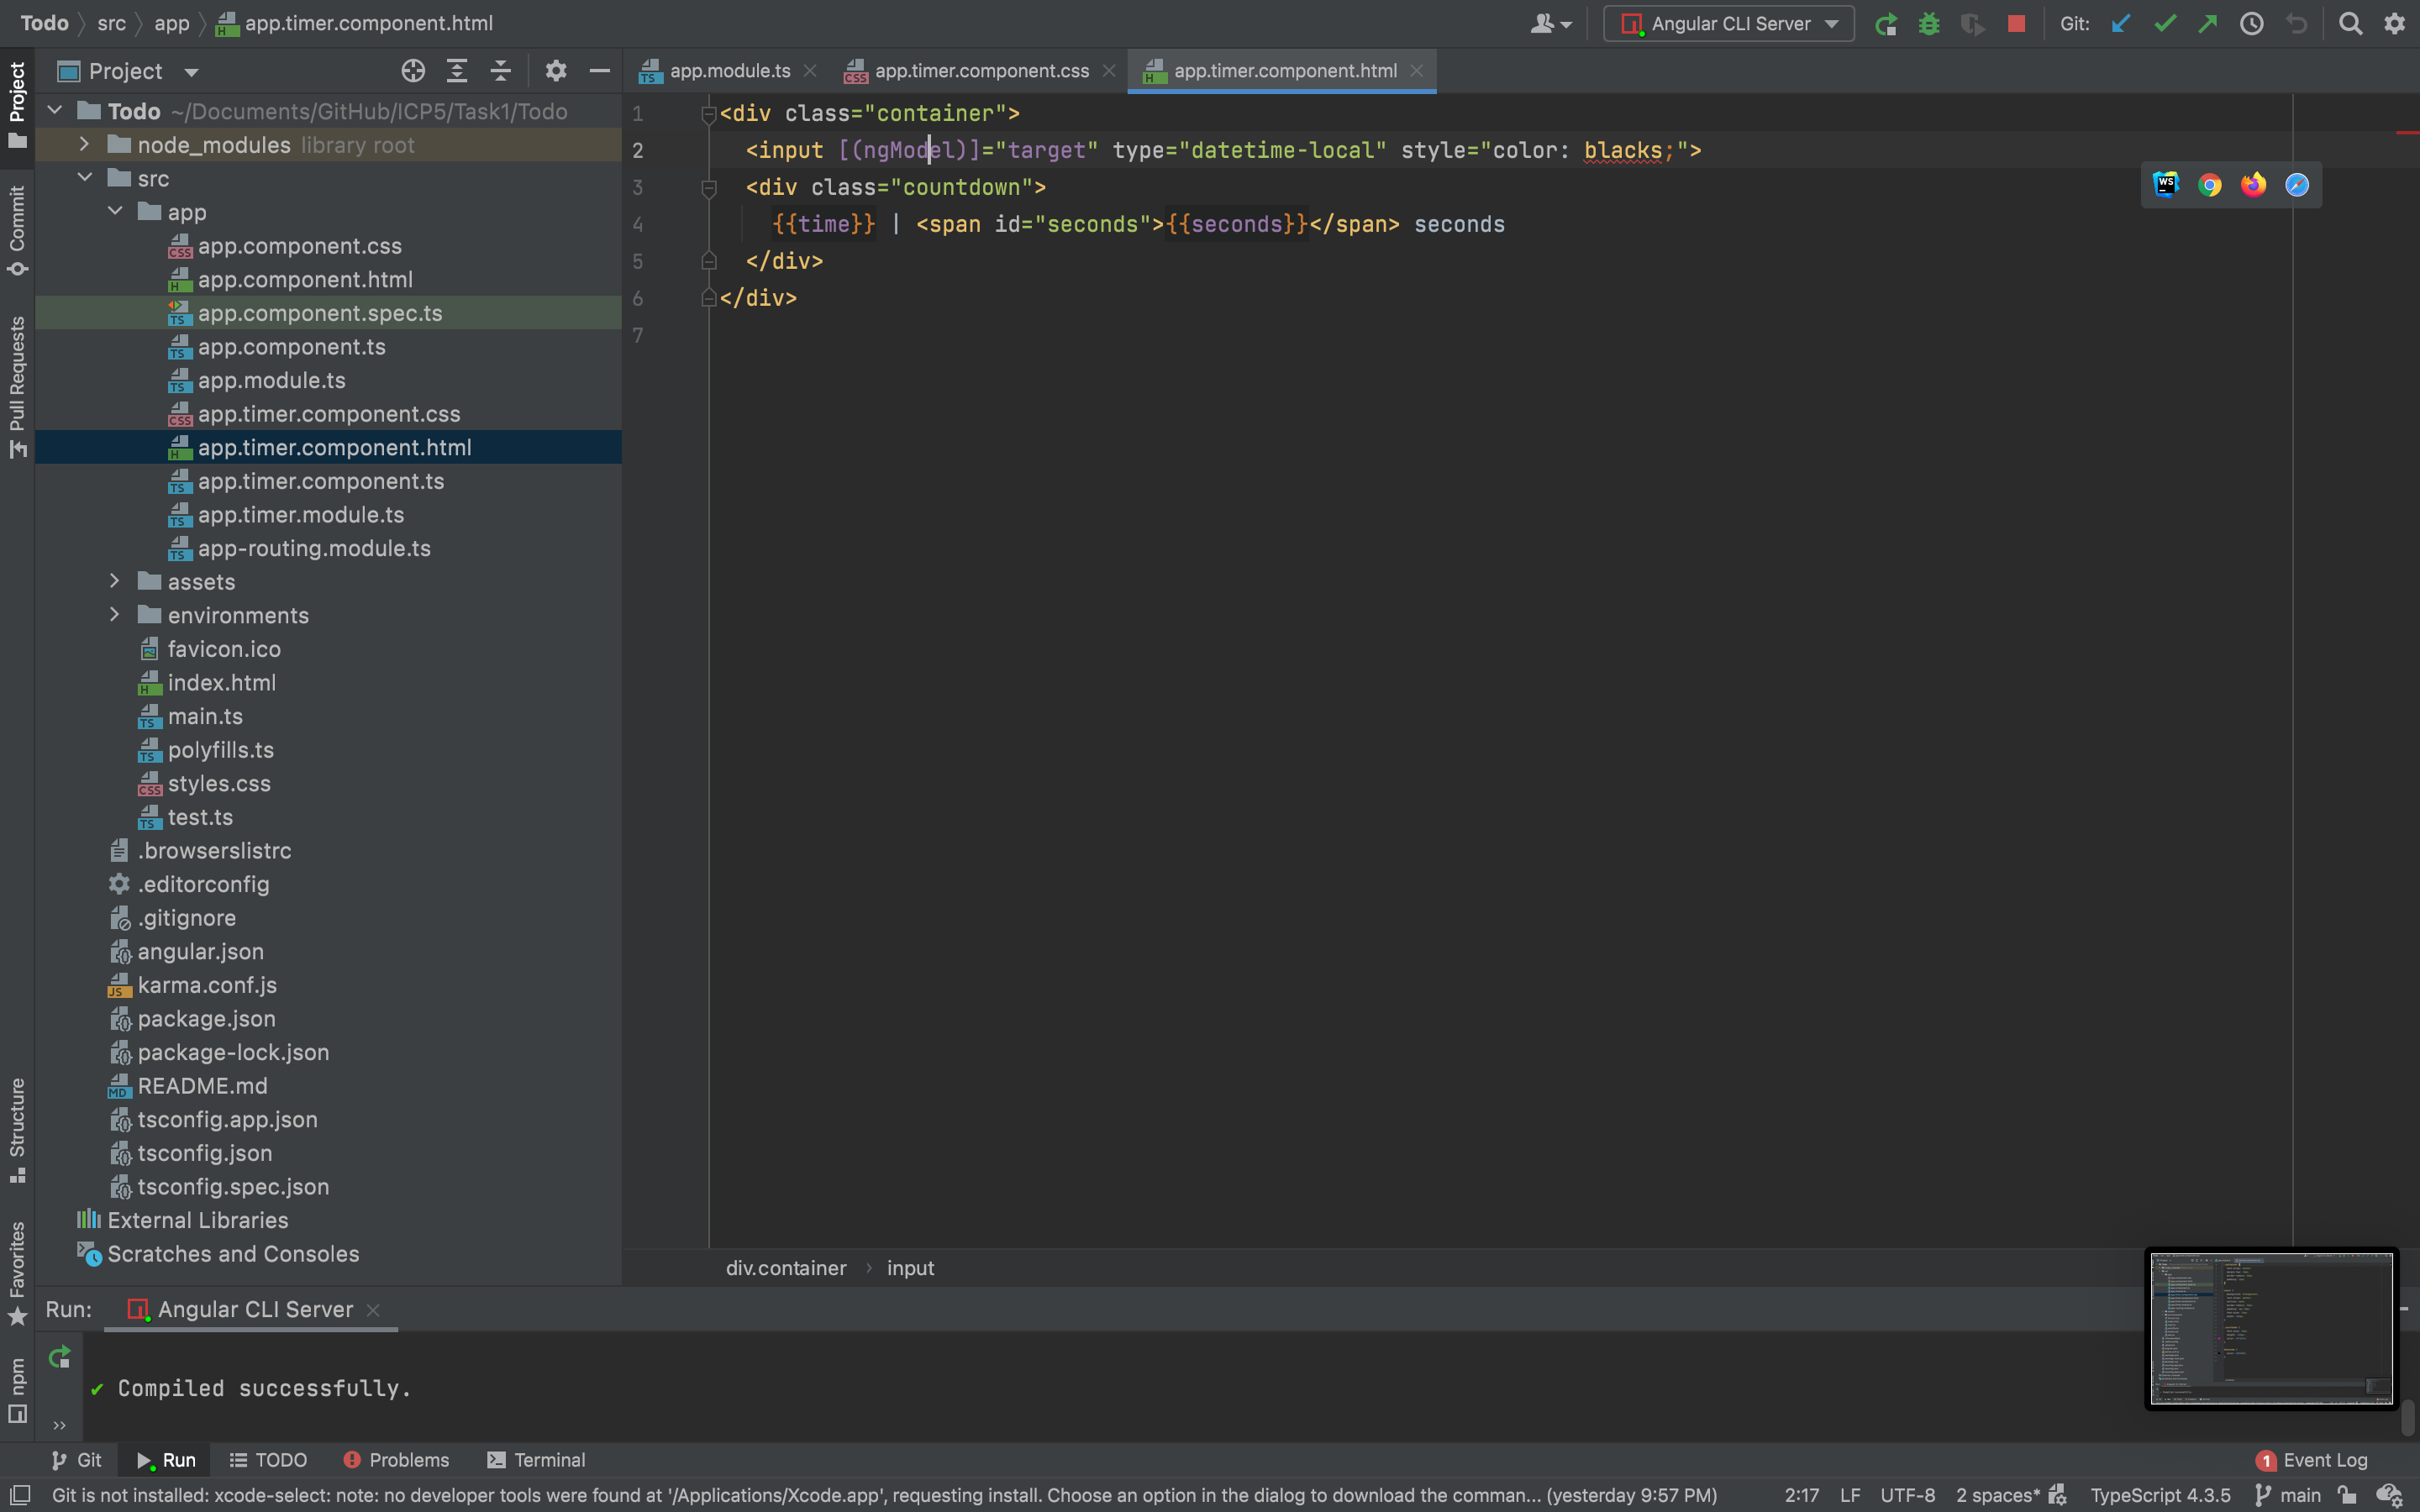 Todo src app app.timer.component.html Angular CLI Server Git:
Project
app.module.ts app.timer.component.css app.timer.component.html
Project
Commit
Pull Requests
Structure
Favorites
npm
Todo ~/Documents/GitHub/ICP5/Task1/Todo
node_modules library root
src
app
app.component.css
app.component.html
app.component.spec.ts
app.component.ts
app.module.ts
app.timer.component.css
app.timer.component.html
app.timer.component.ts
app.timer.module.ts
app-routing.module.ts
assets
environments
favicon.ico
index.html
main.ts
polyfills.ts
styles.css
test.ts
.browserslistrc
.editorconfig
.gitignore
angular.json
karma.conf.js
package.json
package-lock.json
README.md
tsconfig.app.json
tsconfig.json
tsconfig.spec.json
External Libraries
Scratches and Consoles
1 <div class="container">
2 <input [(ngModel)]="target" type="datetime-local" style="color: blacks;">
3 <div class="countdown">
4 {{time}} | <span id="seconds">{{seconds}}</span> seconds
5 </div>
6 </div>
7
div.container input
Run: Angular CLI Server
✔ Compiled successfully.
Git Run TODO Problems Terminal 1 Event Log
Git is not installed: xcode-select: note: no developer tools were found at '/Applications/Xcode.app', requesting install. Choose an option in the dialog to download the comman... (yesterday 9:57 PM) 2:17 LF UTF-8 2 spaces* TypeScript 4.3.5 main